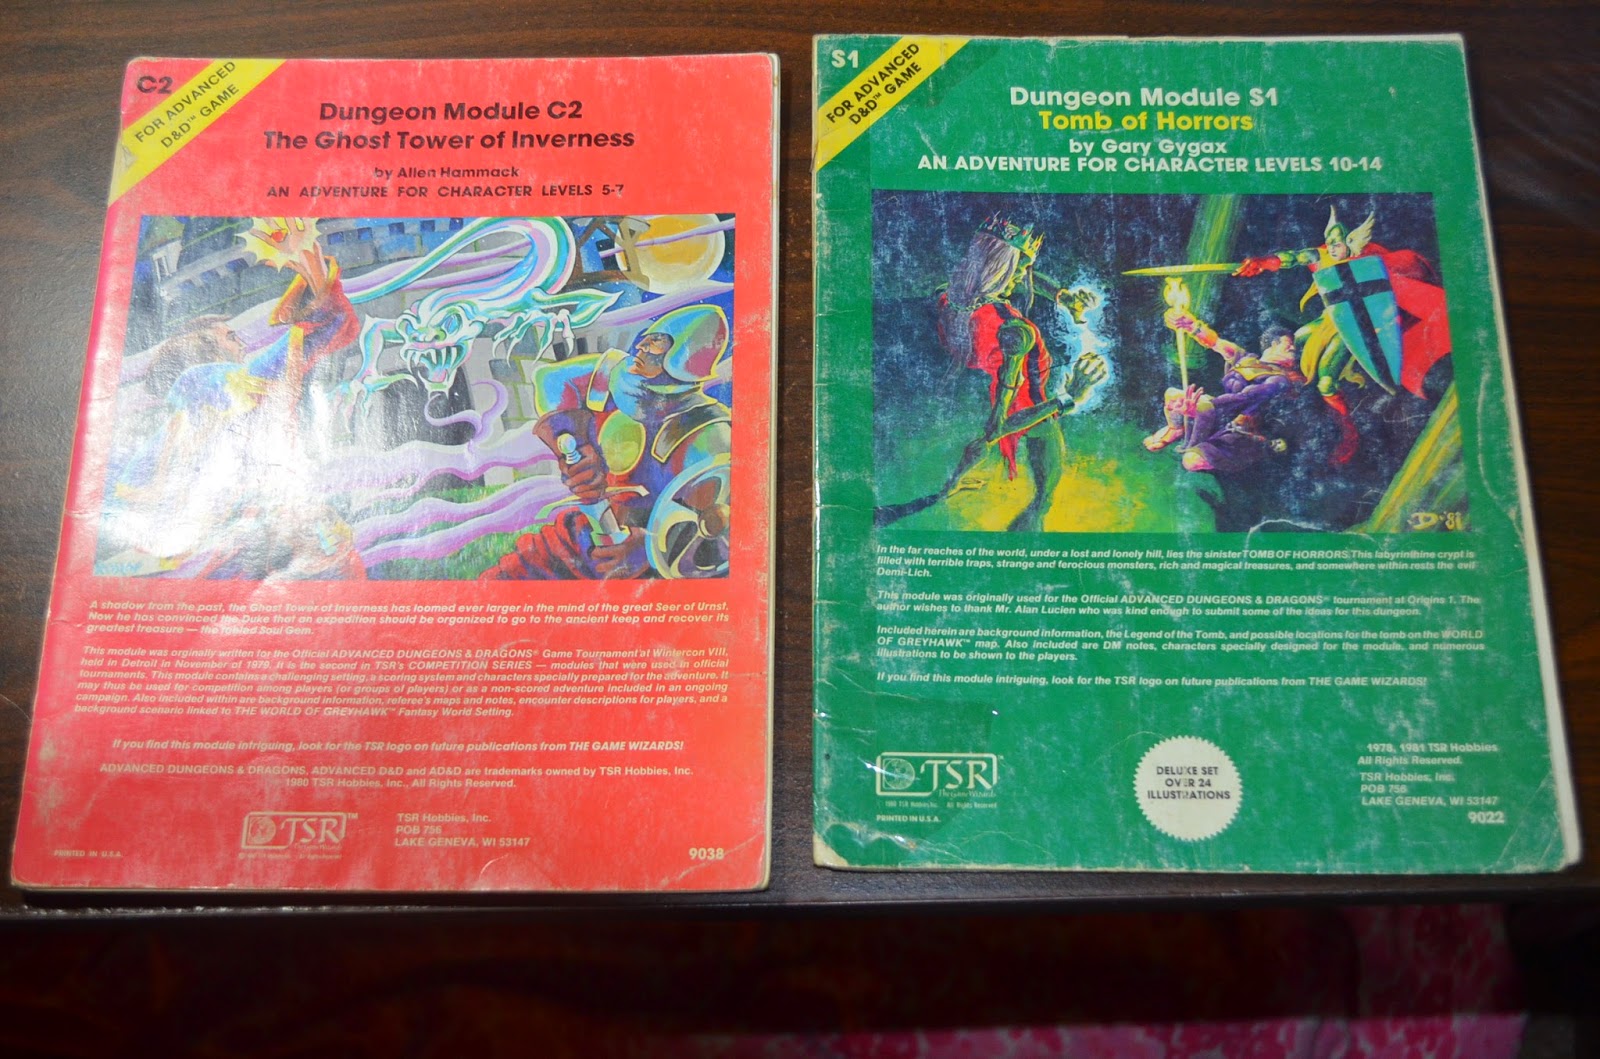 C2
FOR ADVANCED
D&D™ GAME
Dungeon Module C2
The Ghost Tower of Inverness
by Allen Hammack
AN ADVENTURE FOR CHARACTER LEVELS 5-7
A shadow from the past, the Ghost Tower of Inverness has loomed ever larger in the mind of the great Seer of Urnst.
Now he has convinced the Duke that an expedition should be organized to go to the ancient keep and recover its
greatest treasure — the fabled Soul Gem.
This module was orginally written for the Official ADVANCED DUNGEONS & DRAGONS® Game Tournament at Wintercon VIII,
held in Detroit in November of 1979. It is the second in TSR's COMPETITION SERIES — modules that were used in official
tournaments. This module contains a challenging setting, a scoring system and characters specially prepared for the adventure. It
may thus be used for competition among players (or groups of players) or as a non-scored adventure included in an ongoing
campaign. Also included within are background information, referee's maps and notes, encounter descriptions for players, and a
background scenario linked to THE WORLD OF GREYHAWK™ Fantasy World Setting.
If you find this module intriguing, look for the TSR logo on future publications from THE GAME WIZARDS!
ADVANCED DUNGEONS & DRAGONS, ADVANCED D&D and AD&D are trademarks owned by TSR Hobbies, Inc.
1980 TSR Hobbies, Inc., All Rights Reserved.
TSR™
TSR Hobbies, Inc.
POB 756
LAKE GENEVA, WI 53147
PRINTED IN U.S.A.
9038
S1
FOR ADVANCED
D&D™ GAME
Dungeon Module S1
Tomb of Horrors
by Gary Gygax
AN ADVENTURE FOR CHARACTER LEVELS 10-14
D '81
In the far reaches of the world, under a lost and lonely hill, lies the sinister TOMB OF HORRORS. This labyrinthine crypt is
filled with terrible traps, strange and ferocious monsters, rich and magical treasures, and somewhere within rests the evil
Demi-Lich.
This module was originally used for the Official ADVANCED DUNGEONS & DRAGONS® tournament at Origins 1. The
author wishes to thank Mr. Alan Lucien who was kind enough to submit some of the ideas for this dungeon.
Included herein are background information, the Legend of the Tomb, and possible locations for the tomb on the WORLD
OF GREYHAWK™ map. Also included are DM notes, characters specially designed for the module, and numerous
illustrations to be shown to the players.
If you find this module intriguing, look for the TSR logo on future publications from THE GAME WIZARDS!
TSR™
The Game Wizards
© 1980 TSR Hobbies Inc. All Rights Reserved
PRINTED IN U.S.A.
DELUXE SET
OVER 24
ILLUSTRATIONS
1978, 1981 TSR Hobbies
All Rights Reserved.
TSR Hobbies, Inc.
POB 756
LAKE GENEVA, WI 53147
9022